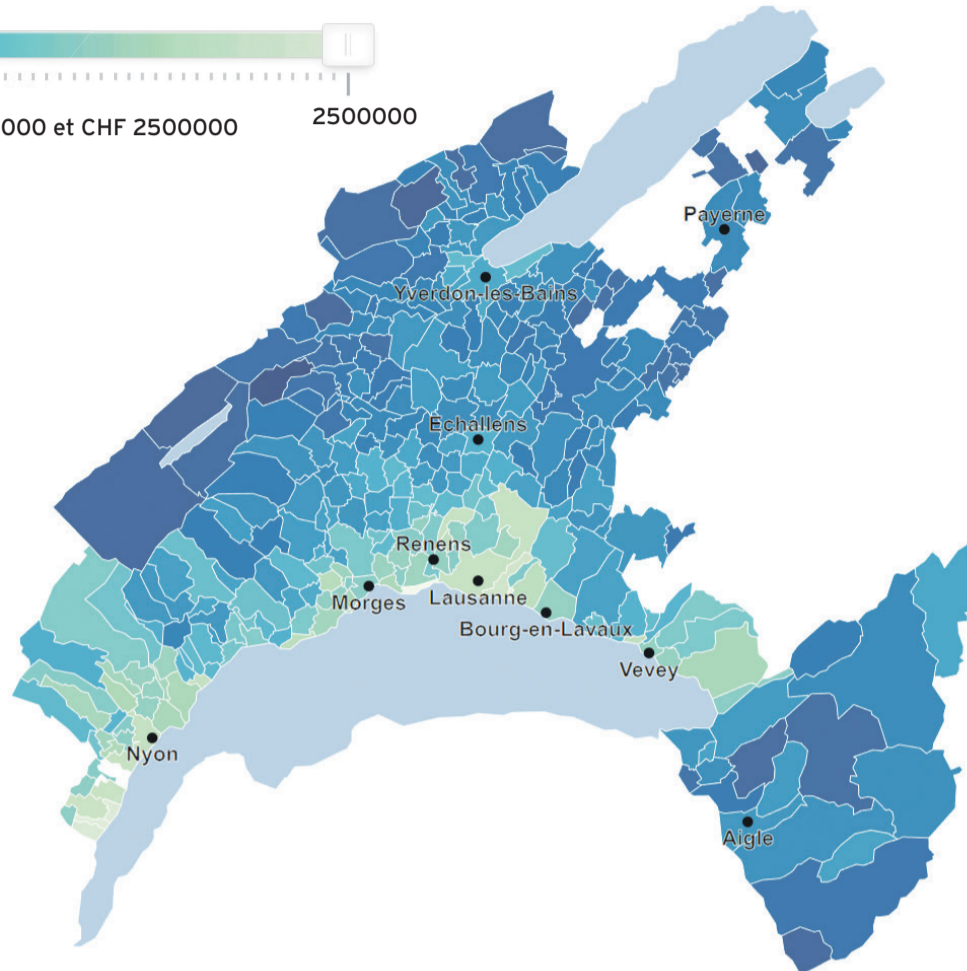 000 et CHF 2500000
2500000
Payerne
Yverdon-les-Bains
Echallens
Renens
Morges
Lausanne
Bourg-en-Lavaux
Vevey
Nyon
Aigle